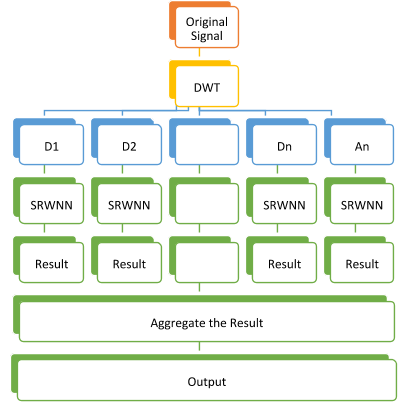 Original
Signal
DWT
D1 D2 Dn An
SRWNN SRWNN SRWNN SRWNN
Result Result Result Result
Aggregate the Result
Output